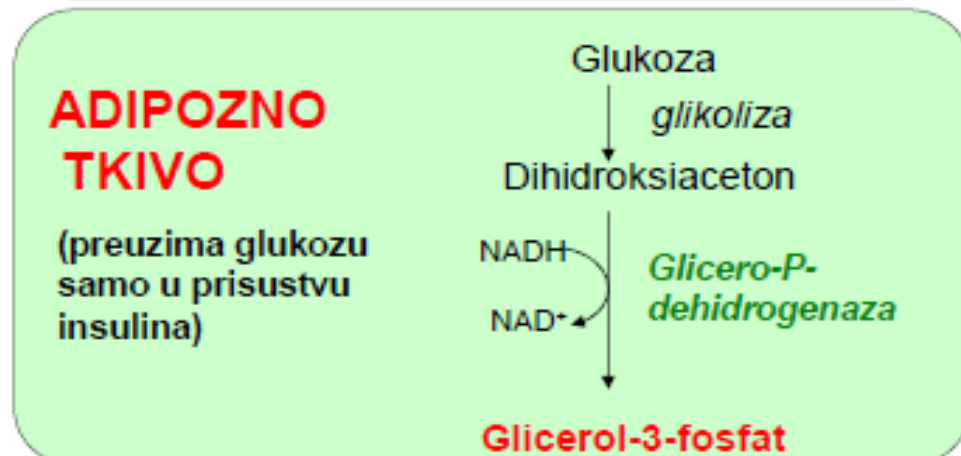 ADIPOZNO
TKIVO
(preuzima glukozu
samo u prisustvu
insulina)
Glukoza
glikoliza
Dihidroksiaceton
NADH
NAD⁺
Glicero-P-
dehidrogenaza
Glicerol-3-fosfat